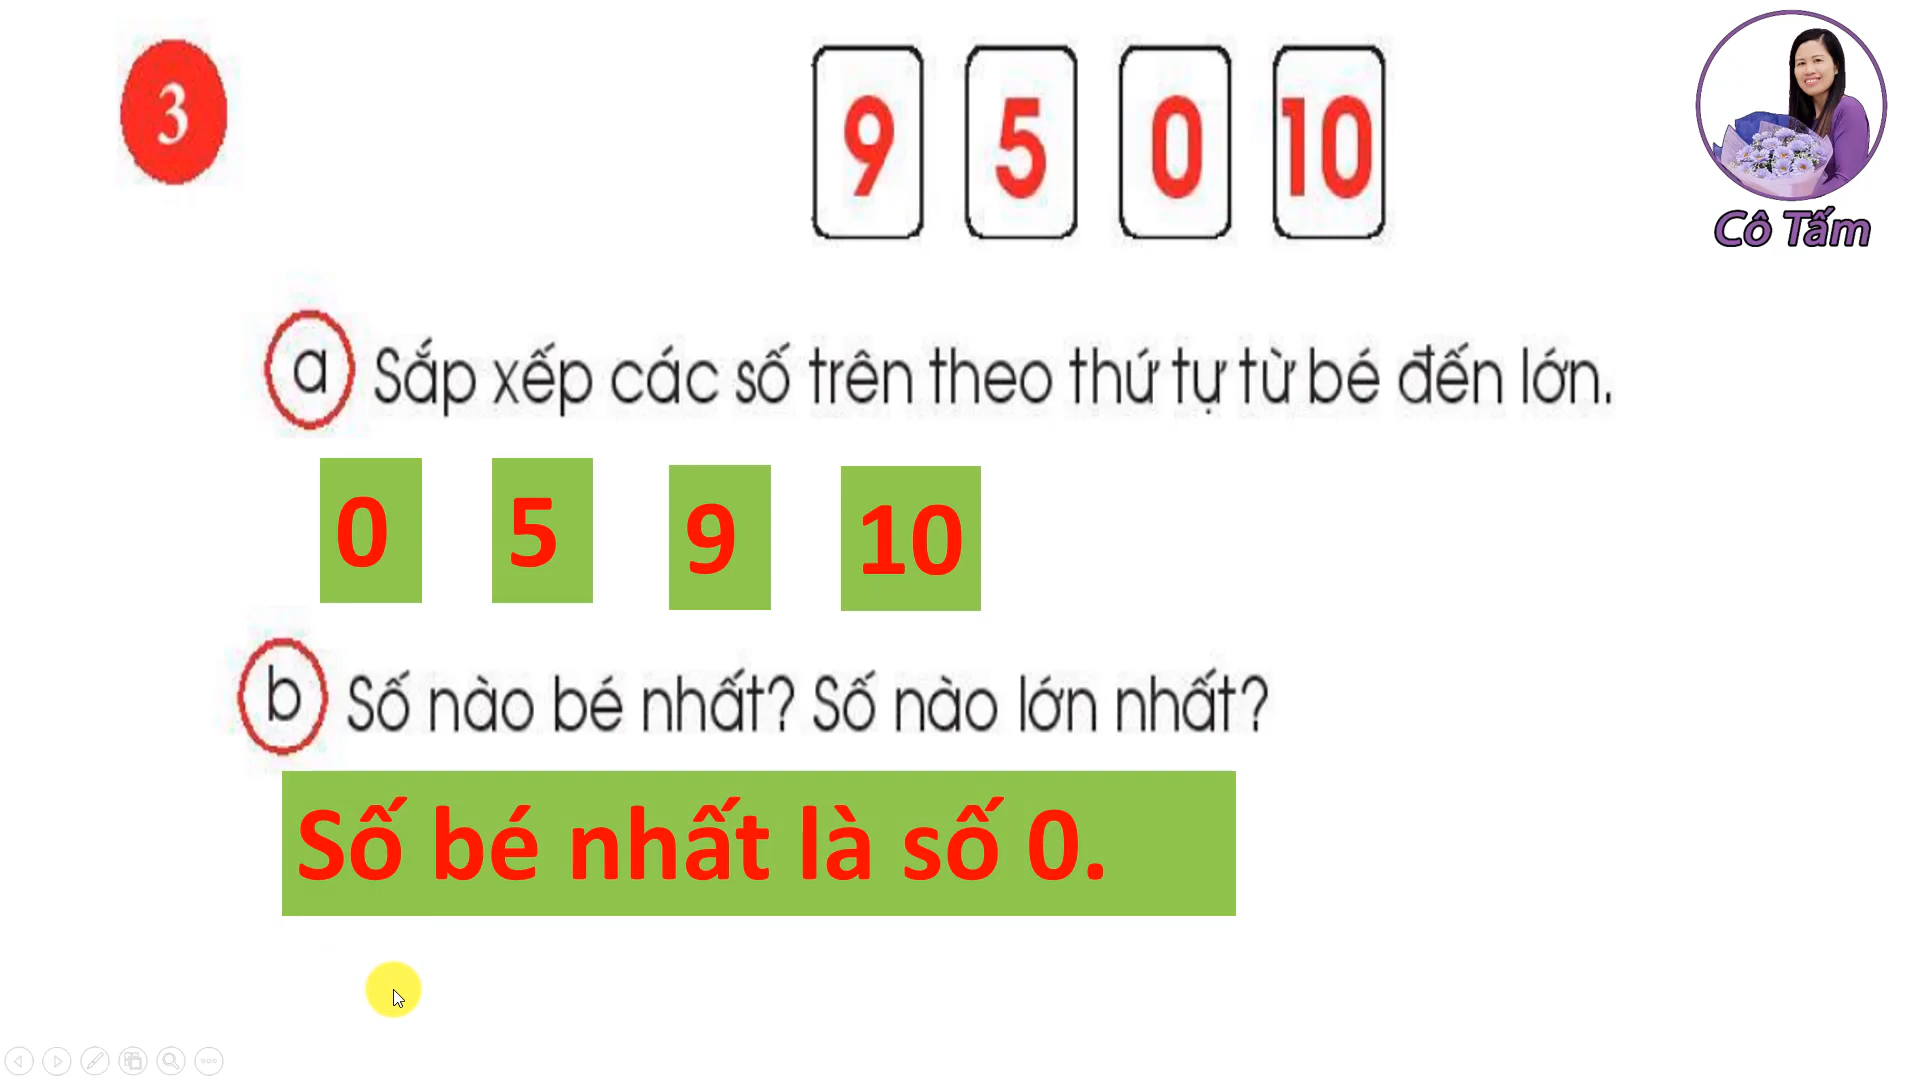 3
9 5 0 10
Cô Tấm
a Sắp xếp các số trên theo thứ tự từ bé đến lớn.
0 5 9 10
b Số nào bé nhất? Số nào lớn nhất?
Số bé nhất là số 0.